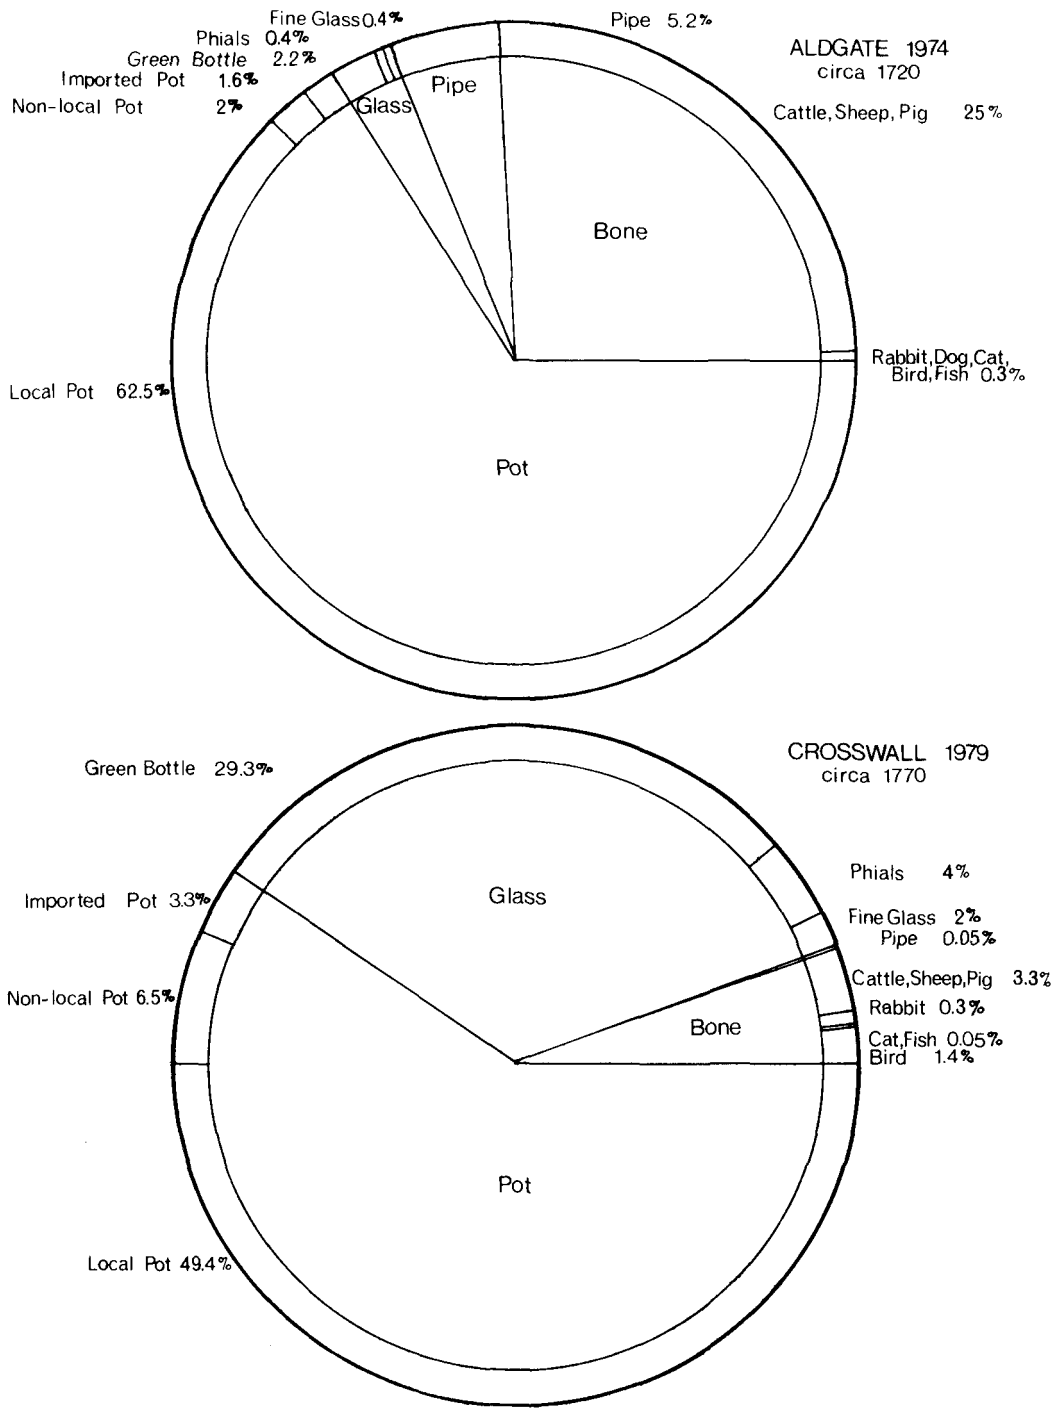 Fine Glass 0.4%
Pipe 5.2%
Phials 0.4%
ALDGATE 1974
Green Bottle 2.2%
circa 1720
Imported Pot 1.6%
Pipe
Non-local Pot 2%
Glass
Cattle, Sheep, Pig 25%
Bone
Rabbit, Dog, Cat,
Bird, Fish 0.3%
Local Pot 62.5%
Pot
CROSSWALL 1979
Green Bottle 29.3%
circa 1770
Phials 4%
Glass
Imported Pot 3.3%
Fine Glass 2%
Pipe 0.05%
Cattle, Sheep, Pig 3.3%
Non-local Pot 6.5%
Rabbit 0.3%
Bone
Cat, Fish 0.05%
Bird 1.4%
Pot
Local Pot 49.4%